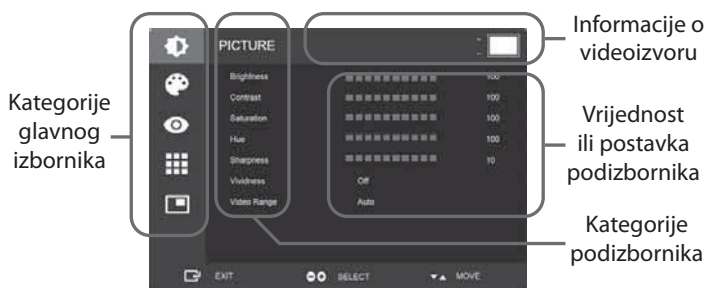 Kategorije
glavnog
izbornika
PICTURE
Brightness 100
Contrast 100
Saturation 100
Hue 100
Sharpness 10
Vividness Off
Video Range Auto
EXIT SELECT MOVE
Informacije o
videoizvoru
Vrijednost
ili postavka
podizbornika
Kategorije
podizbornika